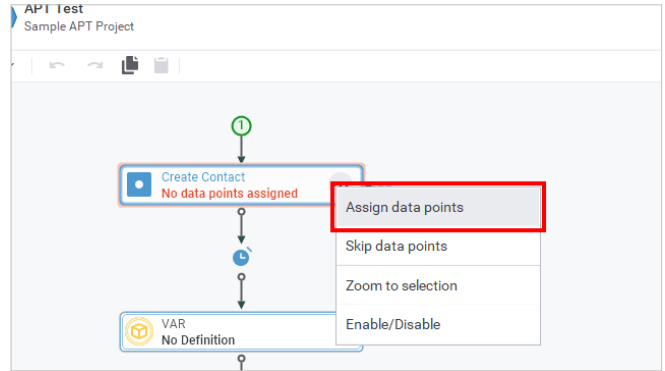 APT Test
Sample APT Project
1
Create Contact
No data points assigned
Assign data points
Skip data points
Zoom to selection
Enable/Disable
VAR
No Definition